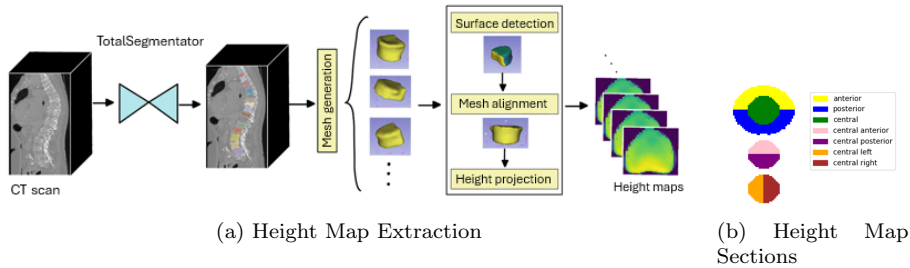 TotalSegmentator
CT scan
Mesh generation
Surface detection
Mesh alignment
Height projection
Height maps
anterior
posterior
central
central anterior
central posterior
central left
central right
(a) Height Map Extraction
(b) Height Map
Sections